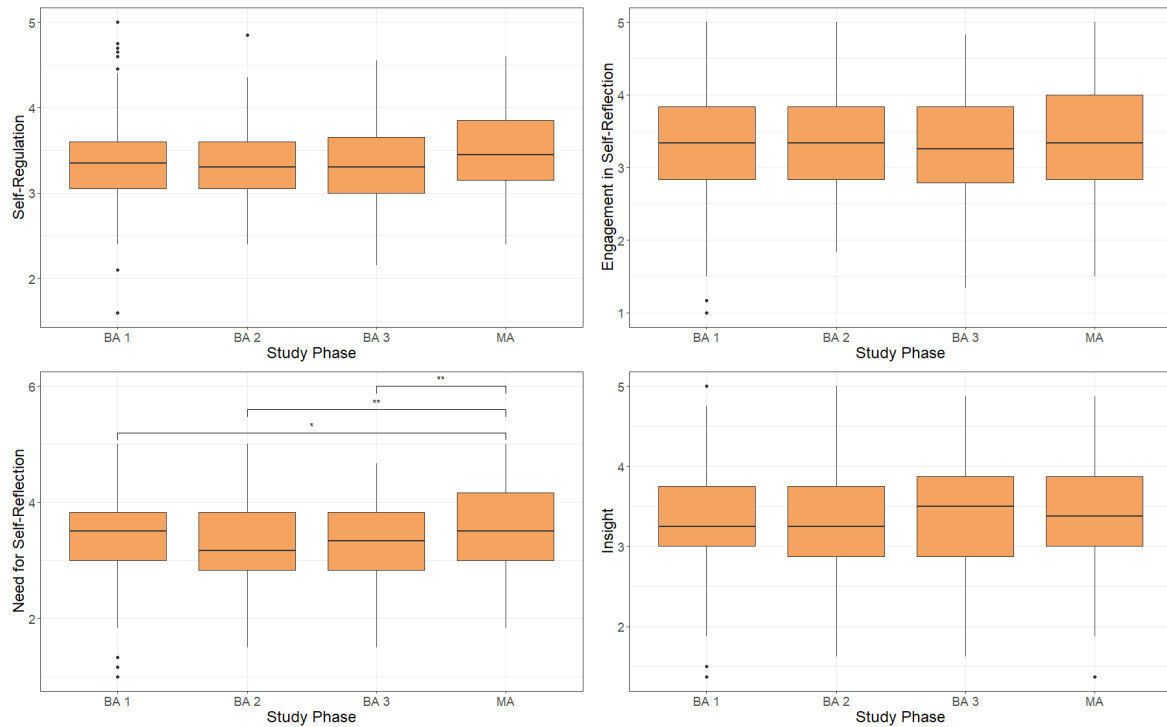 Self-Regulation
5
4
3
2
BA 1 BA 2 BA 3 MA
Study Phase
Engagement in Self-Reflection
5
4
3
2
1
BA 1 BA 2 BA 3 MA
Study Phase
Need for Self-Reflection
6
4
2
**
**
*
BA 1 BA 2 BA 3 MA
Study Phase
Insight
5
4
3
2
BA 1 BA 2 BA 3 MA
Study Phase